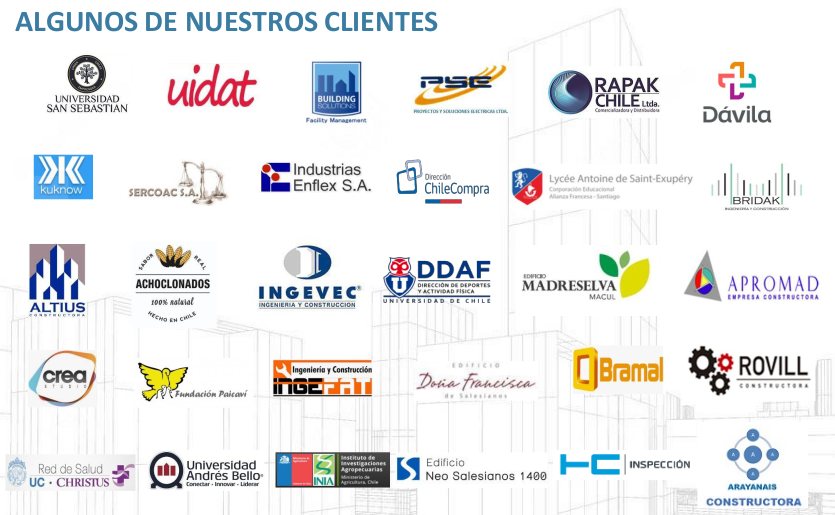 ALGUNOS DE NUESTROS CLIENTES
UNIVERSIDAD
SAN SEBASTIAN
uidat
BUILDING
SOLUTIONS
Facility Management
PSE
PROYECTOS Y SOLUCIONES ELECTRICAS LTDA.
RAPAK
CHILE Ltda.
Comercializadora y Distribuidora
Dávila
kuknow
SERCOAC S.A.
Industrias
Enflex S.A.
Dirección
ChileCompra
Lycée Antoine de Saint-Exupéry
Corporación Educacional
Alianza Francesa - Santiago
BRIDAK
INGENIERÍA Y CONSTRUCCIÓN
ALTIUS
CONSTRUCTORA
SABOR REAL
ACHOCLONADOS
100% natural
HECHO EN CHILE
INGEVEC®
INGENIERIA Y CONSTRUCCION
DDAF
DIRECCIÓN DE DEPORTES
Y ACTIVIDAD FÍSICA
UNIVERSIDAD DE CHILE
EDIFICIO
MADRESELVA
MACUL
APROMAD
EMPRESA CONSTRUCTORA
crea
STUDIO
Fundación Paicaví
Ingeniería y Construcción
INGEPAT
EDIFICIO
Doña Francisca
de Salesianos
Bramal
ROVILL
CONSTRUCTORA
Red de Salud
UC · CHRISTUS
Universidad
Andrés Bello®
Conectar - Innovar - Liderar
INIA
Instituto de
Investigaciones
Agropecuarias
Ministerio de
Agricultura, Chile
Edificio
Neo Salesianos 1400
HC INSPECCIÓN
A
A A A
A
ARAYANAIS
CONSTRUCTORA